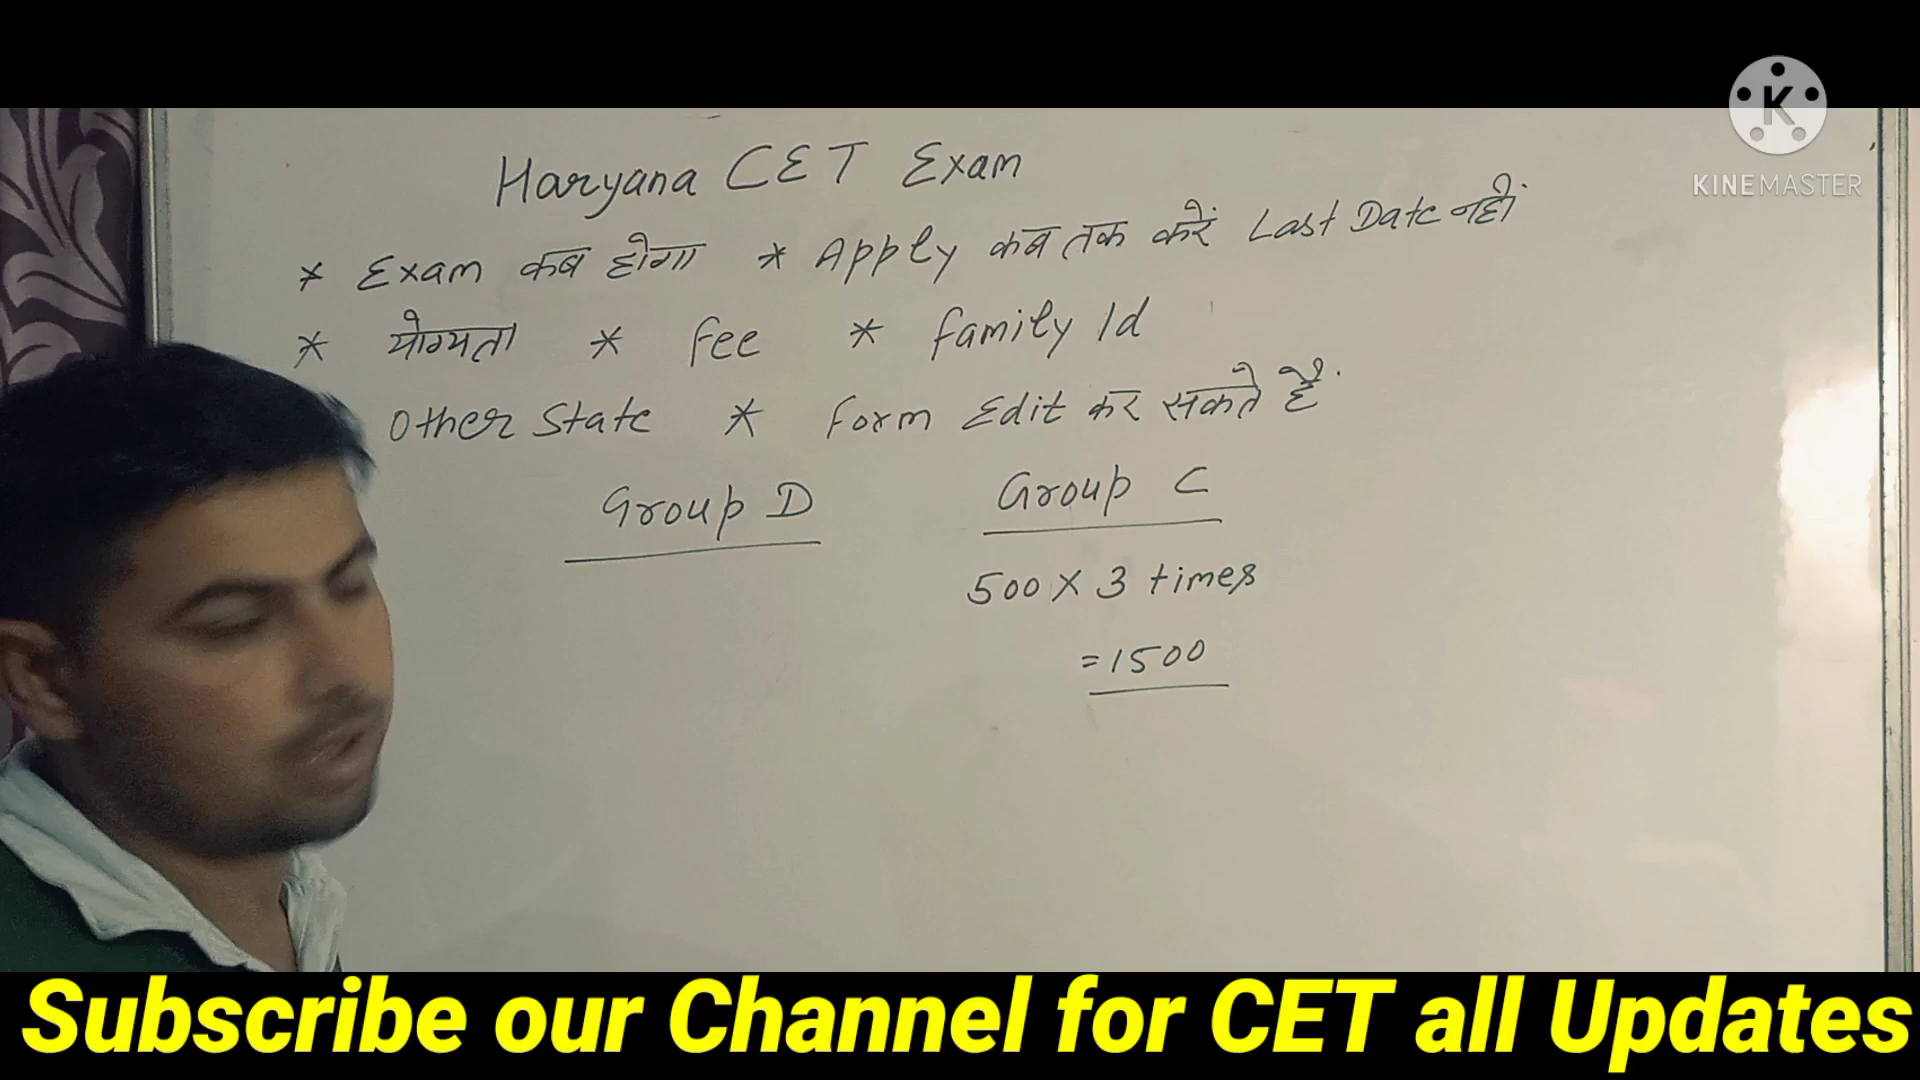 K
KINEMASTER
Haryana CET Exam
* Exam कब होगा * Apply कब तक करें Last Date नहीं
* योग्यता * Fee * Family Id
Other State * Form Edit कर सकते हैं.
Group D Group C
500 X 3 times
=1500
Subscribe our Channel for CET all Updates